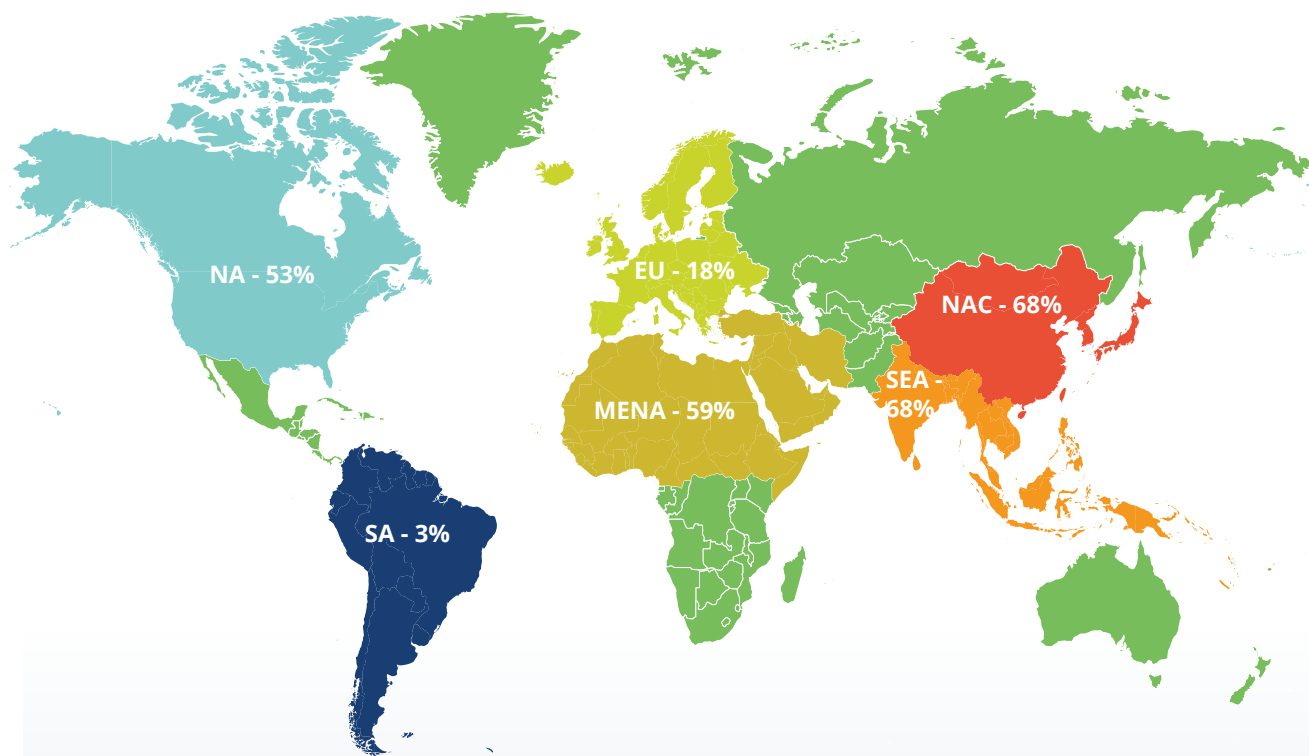 NA - 53%
EU - 18%
NAC - 68%
SEA -
68%
MENA - 59%
SA - 3%